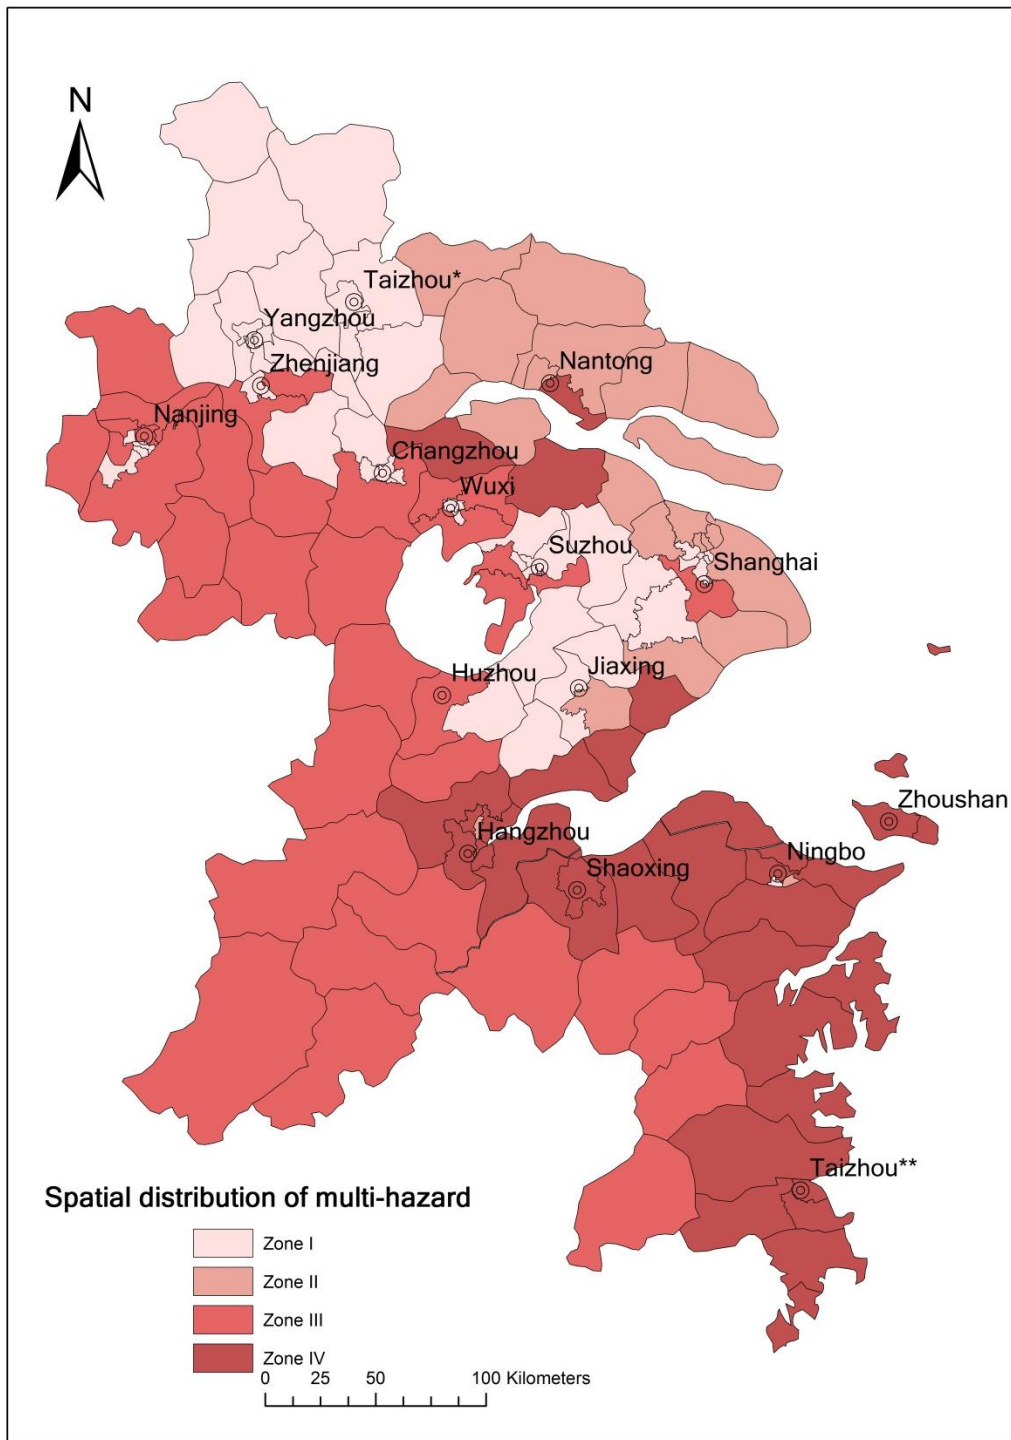 N
Taizhou*
Yangzhou
Zhenjiang
Nantong
Nanjing
Changzhou
Wuxi
Suzhou
Shanghai
Huzhou
Jiaxing
Zhoushan
Hangzhou
Ningbo
Shaoxing
Taizhou**
Spatial distribution of multi-hazard
Zone I
Zone II
Zone III
Zone IV
0 25 50 100 Kilometers